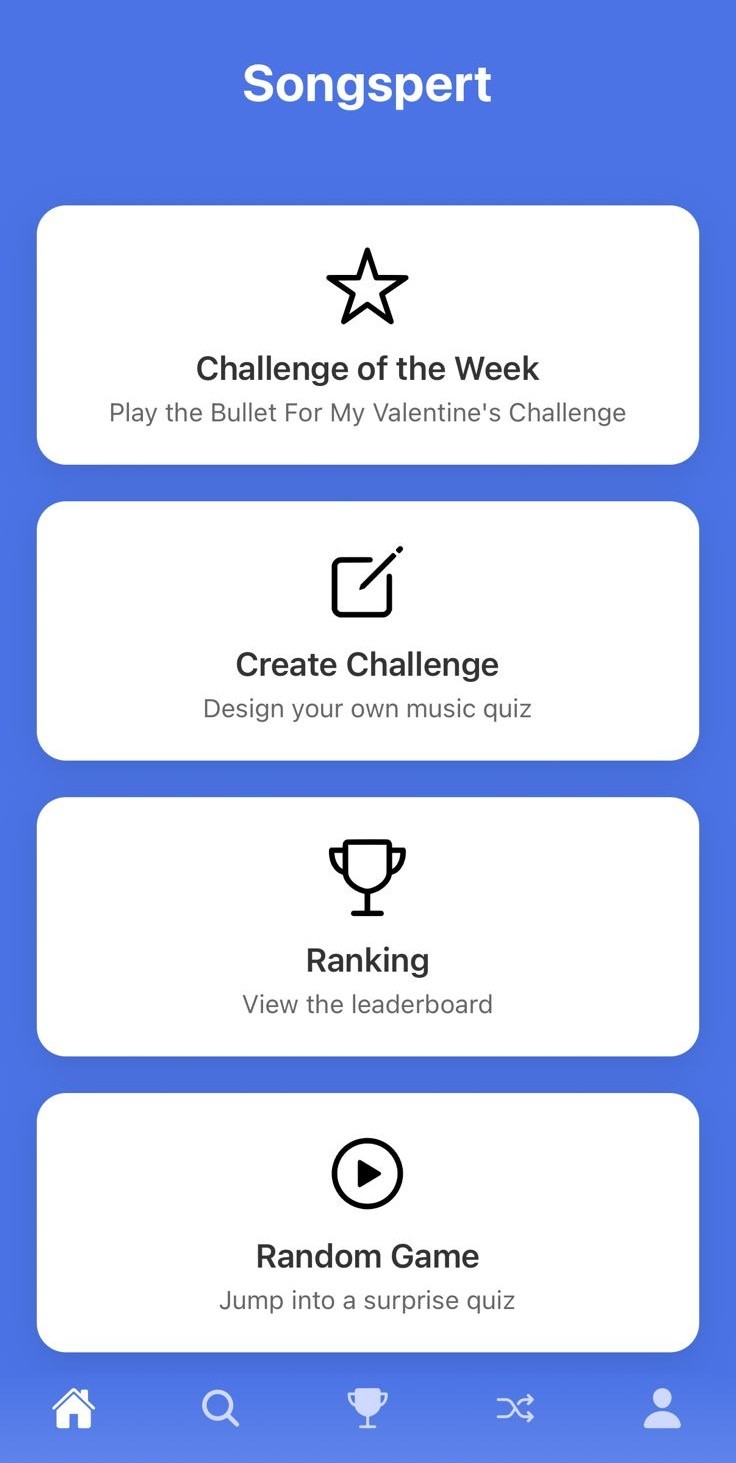 Songspert
Challenge of the Week
Play the Bullet For My Valentine's Challenge
Create Challenge
Design your own music quiz
Ranking
View the leaderboard
Random Game
Jump into a surprise quiz